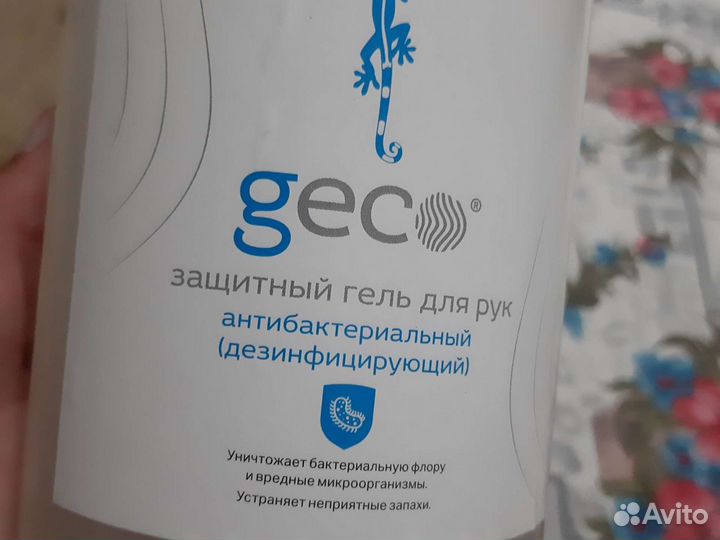 geco®
защитный гель для рук
антибактериальный
(дезинфицирующий)
Уничтожает бактериальную флору
и вредные микроорганизмы.
Устраняет неприятные запахи.
Avito